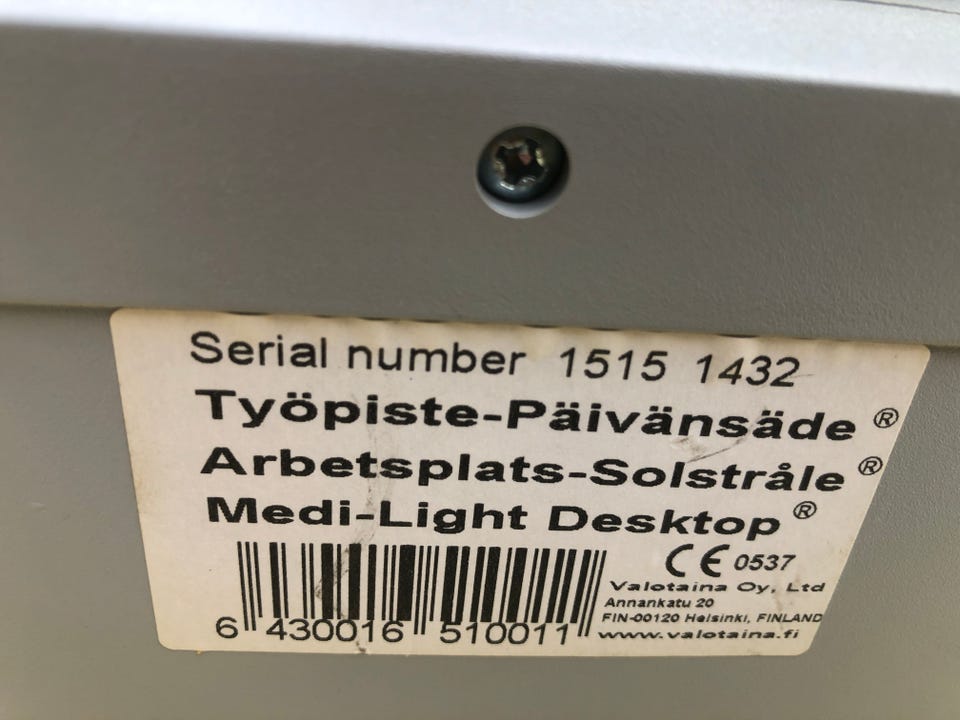 Serial number 1515 1432
Työpiste-Päivänsäde ®
Arbetsplats-Solstråle ®
Medi-Light Desktop ®
CE 0537
Valotaina Oy, Ltd
Annankatu 20
FIN-00120 Helsinki, FINLAND
www.valotaina.fi
6 430016 510011